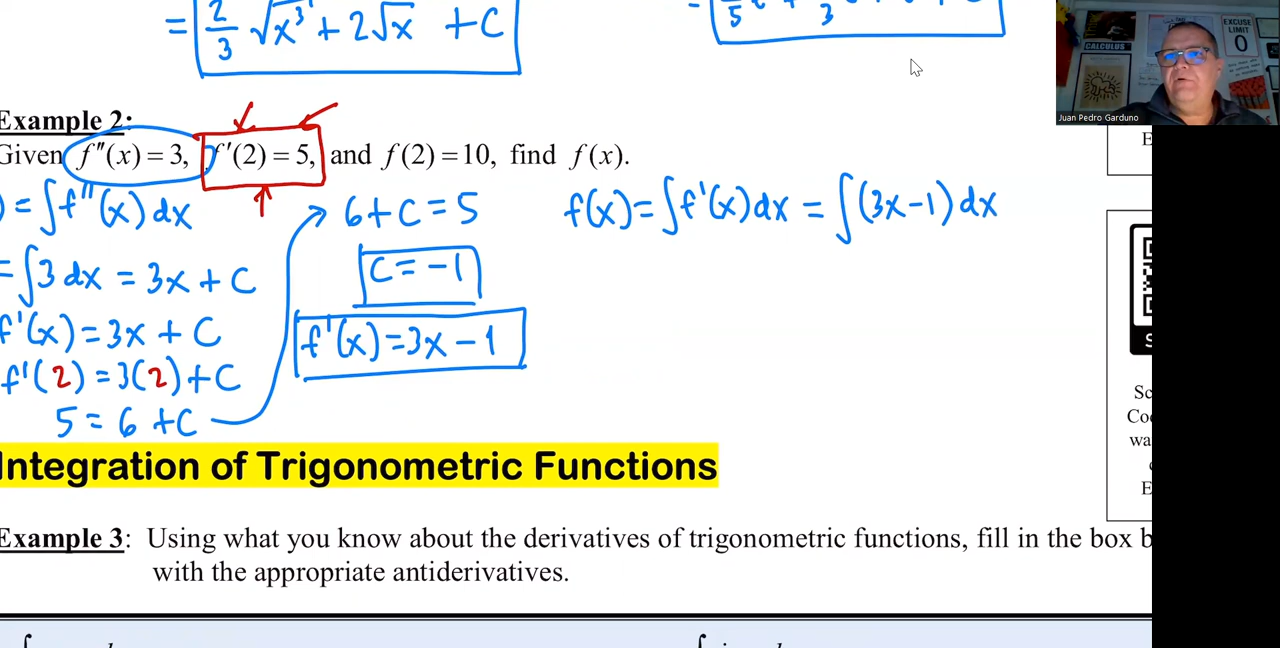 = 2/3 √x³ + 2√x + C
CALCULUS
EXCUSE
LIMIT
0
Juan Pedro Garduno
Example 2:
Given f″(x) = 3, f′(2) = 5, and f(2) = 10, find f(x).
) = ∫f″(x) dx
= ∫3 dx = 3x + C
f′(x) = 3x + C
f′(2) = 3(2) + C
5 = 6 + C
6 + C = 5
C = -1
f′(x) = 3x - 1
f(x) = ∫f′(x) dx = ∫(3x-1) dx
Integration of Trigonometric Functions
Example 3: Using what you know about the derivatives of trigonometric functions, fill in the box b
with the appropriate antiderivatives.
E
S
Sc
Co
wa
E